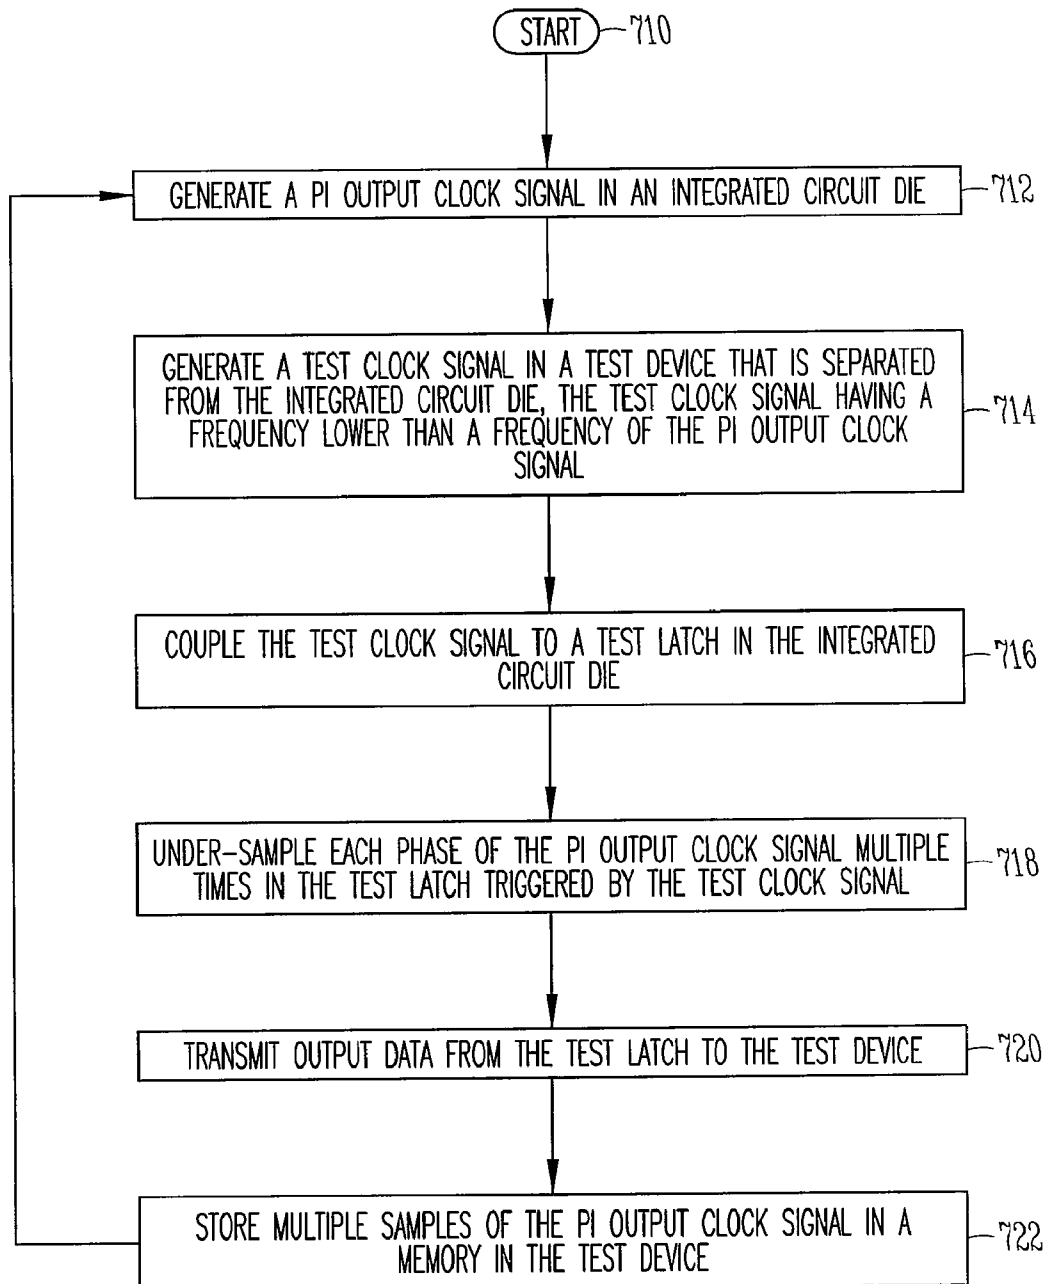 START
710
GENERATE A PI OUTPUT CLOCK SIGNAL IN AN INTEGRATED CIRCUIT DIE
712
GENERATE A TEST CLOCK SIGNAL IN A TEST DEVICE THAT IS SEPARATED
FROM THE INTEGRATED CIRCUIT DIE, THE TEST CLOCK SIGNAL HAVING A
FREQUENCY LOWER THAN A FREQUENCY OF THE PI OUTPUT CLOCK
SIGNAL
714
COUPLE THE TEST CLOCK SIGNAL TO A TEST LATCH IN THE INTEGRATED
CIRCUIT DIE
716
UNDER-SAMPLE EACH PHASE OF THE PI OUTPUT CLOCK SIGNAL MULTIPLE
TIMES IN THE TEST LATCH TRIGGERED BY THE TEST CLOCK SIGNAL
718
TRANSMIT OUTPUT DATA FROM THE TEST LATCH TO THE TEST DEVICE
720
STORE MULTIPLE SAMPLES OF THE PI OUTPUT CLOCK SIGNAL IN A
MEMORY IN THE TEST DEVICE
722